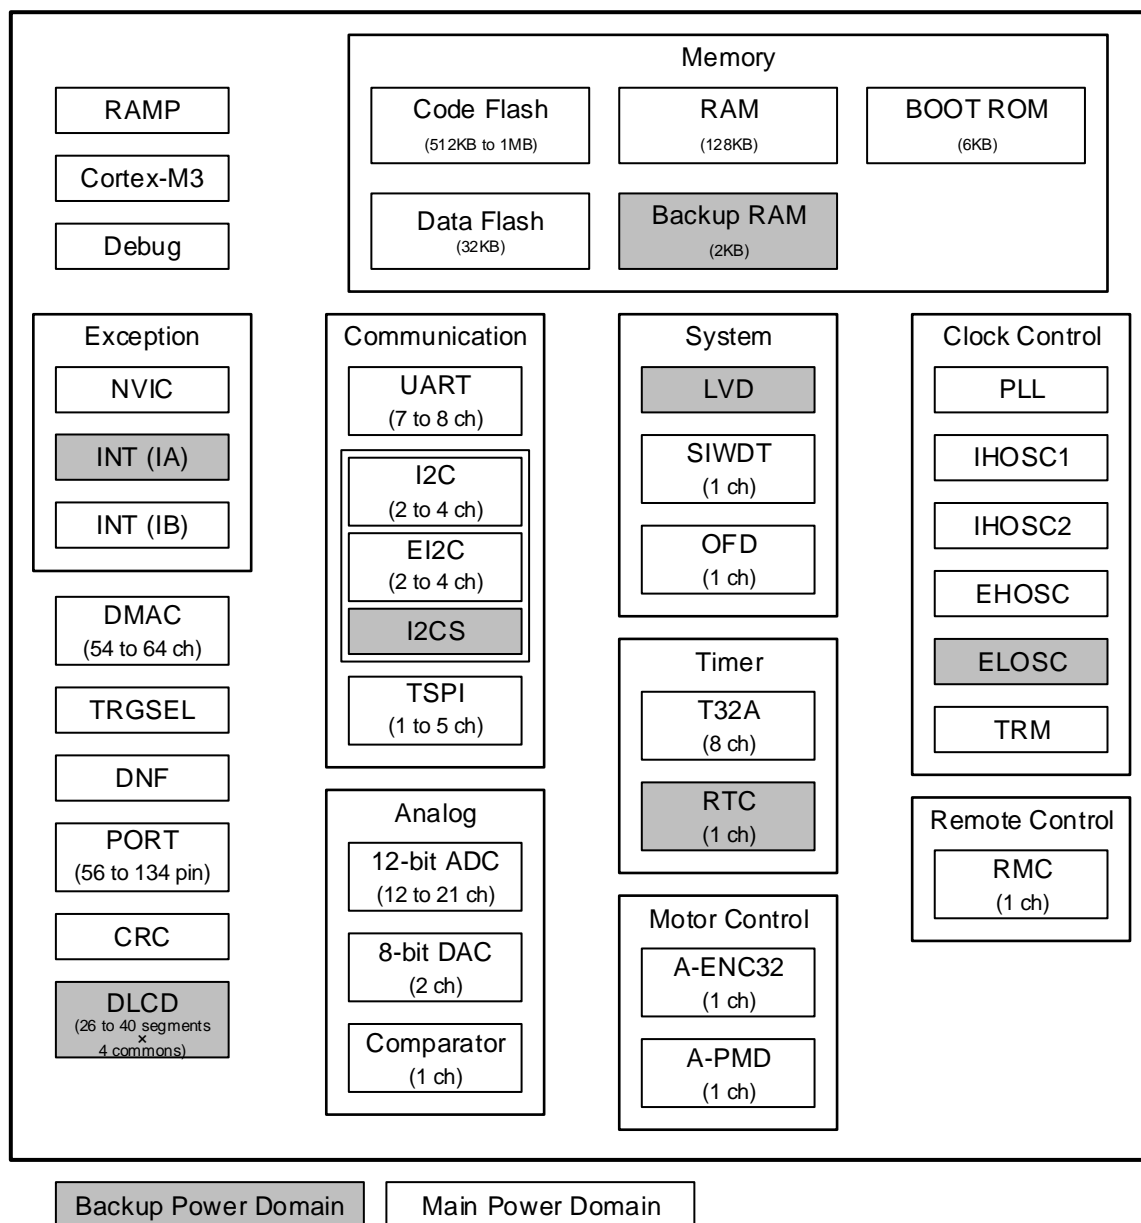 RAMP
Cortex-M3
Debug
Memory
Code Flash
(512KB to 1MB)
RAM
(128KB)
BOOT ROM
(6KB)
Data Flash
(32KB)
Backup RAM
(2KB)
Exception
NVIC
INT (IA)
INT (IB)
DMAC
(54 to 64 ch)
TRGSEL
DNF
PORT
(56 to 134 pin)
CRC
DLCD
(26 to 40 segments
×
4 commons)
Communication
UART
(7 to 8 ch)
I2C
(2 to 4 ch)
EI2C
(2 to 4 ch)
I2CS
TSPI
(1 to 5 ch)
Analog
12-bit ADC
(12 to 21 ch)
8-bit DAC
(2 ch)
Comparator
(1 ch)
System
LVD
SIWDT
(1 ch)
OFD
(1 ch)
Timer
T32A
(8 ch)
RTC
(1 ch)
Motor Control
A-ENC32
(1 ch)
A-PMD
(1 ch)
Clock Control
PLL
IHOSC1
IHOSC2
EHOSC
ELOSC
TRM
Remote Control
RMC
(1 ch)
Backup Power Domain
Main Power Domain